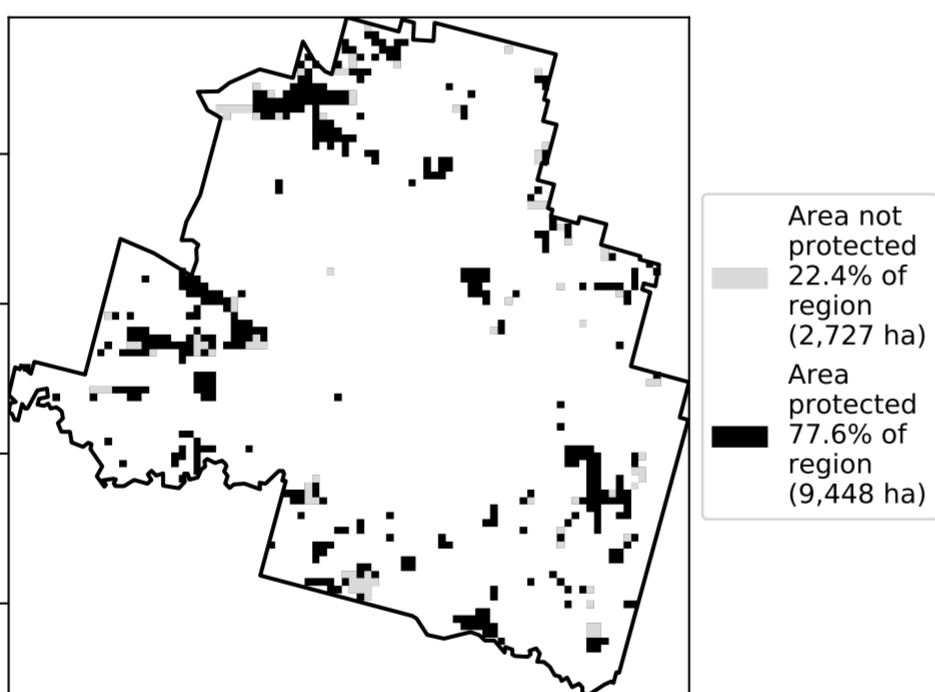 Area not
protected
22.4% of
region
(2,727 ha)
Area
protected
77.6% of
region
(9,448 ha)